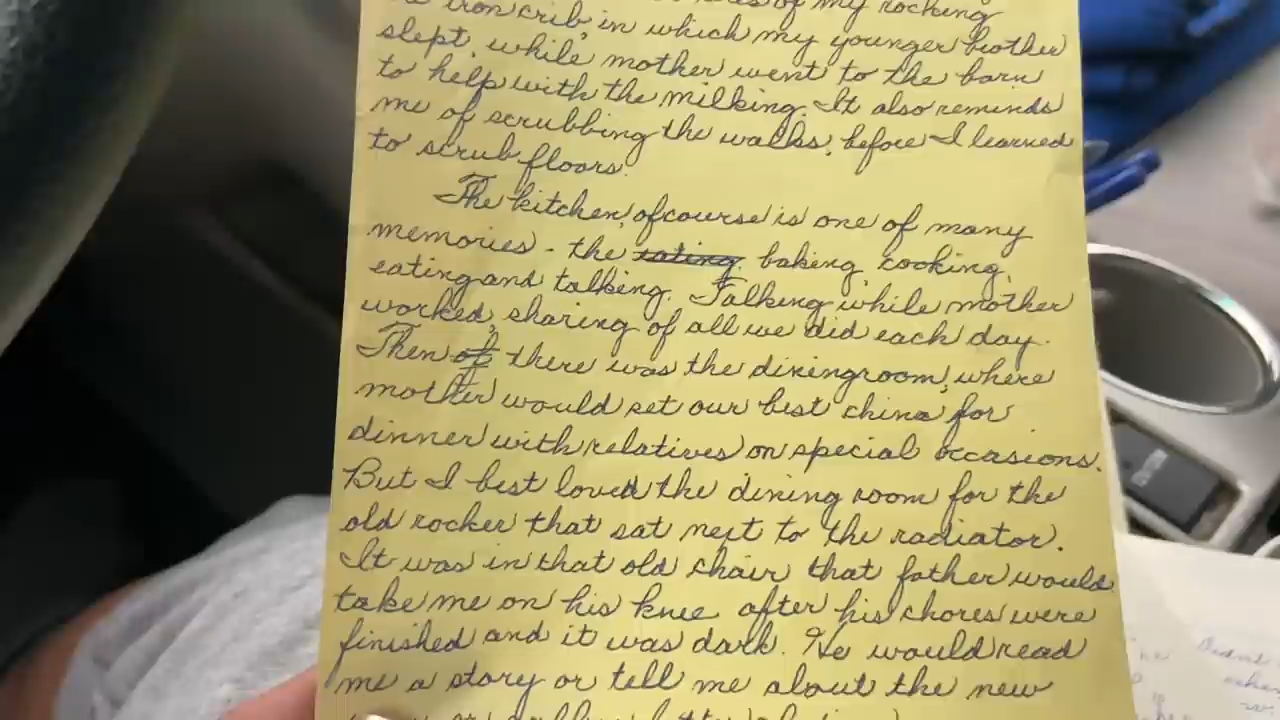 of my rocking
iron crib, in which my younger brother
slept, while mother went to the barn
to help with the milking. It also reminds
me of scrubbing the walks, before I learned
to scrub floors.
The kitchen, ofcourse is one of many
memories - the eating baking cooking,
eating and talking. Talking while mother
worked, sharing of all we did each day.
Then of there was the diningroom, where
mother would set our best china for
dinner with relatives on special occasions.
But I best loved the dining room for the
old rocker that sat next to the radiator.
It was in that old chair that father would
take me on his knee after his chores were
finished and it was dark. He would read
me a story or tell me about the new